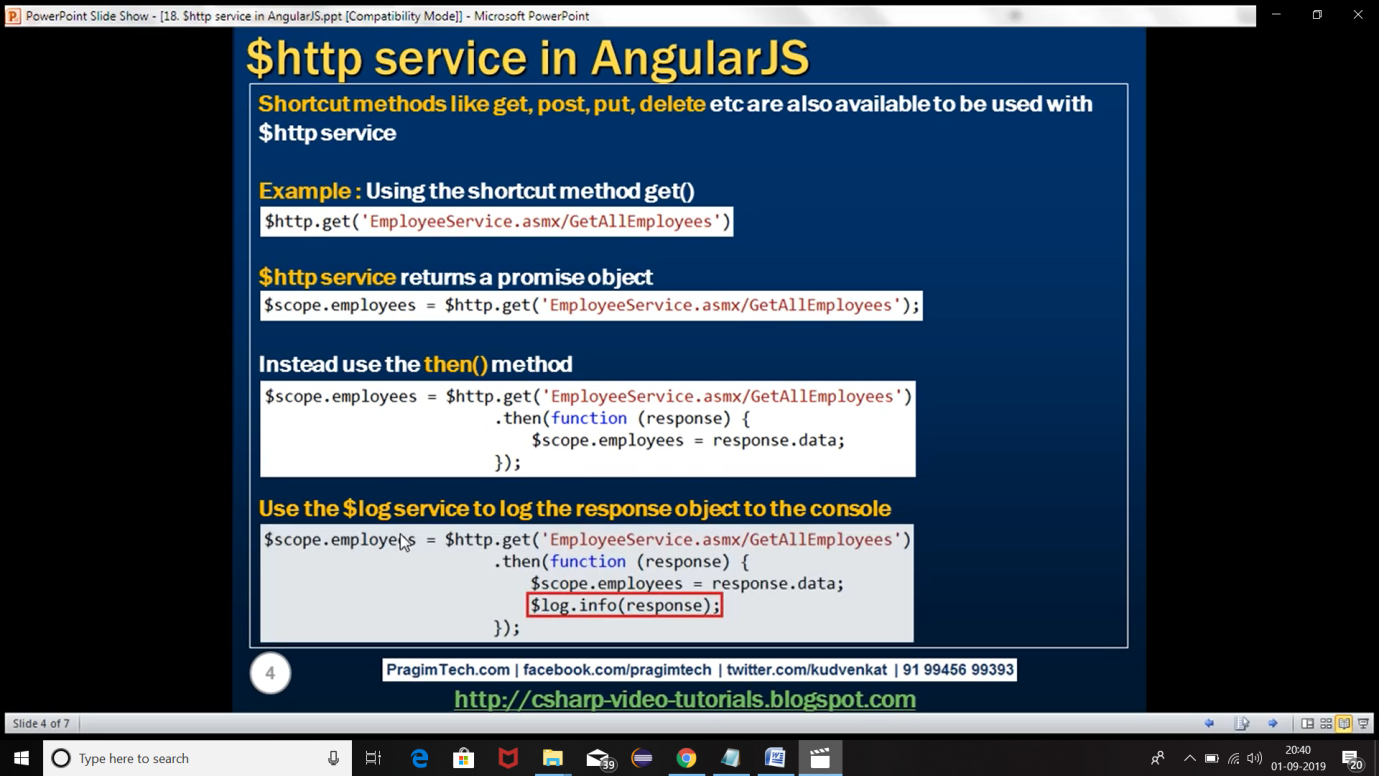 PowerPoint Slide Show - [18. $http service in AngularJS.ppt [Compatibility Mode]] - Microsoft PowerPoint
$http service in AngularJS
Shortcut methods like get, post, put, delete etc are also available to be used with
$http service
Example : Using the shortcut method get()
$http.get('EmployeeService.asmx/GetAllEmployees')
$http service returns a promise object
$scope.employees = $http.get('EmployeeService.asmx/GetAllEmployees');
Instead use the then() method
$scope.employees = $http.get('EmployeeService.asmx/GetAllEmployees')
.then(function (response) {
$scope.employees = response.data;
});
Use the $log service to log the response object to the console
$scope.employees = $http.get('EmployeeService.asmx/GetAllEmployees')
.then(function (response) {
$scope.employees = response.data;
$log.info(response);
});
4
PragimTech.com | facebook.com/pragimtech | twitter.com/kudvenkat | 91 99456 99393
http://csharp-video-tutorials.blogspot.com
Slide 4 of 7
Type here to search
39
20:40
01-09-2019
20